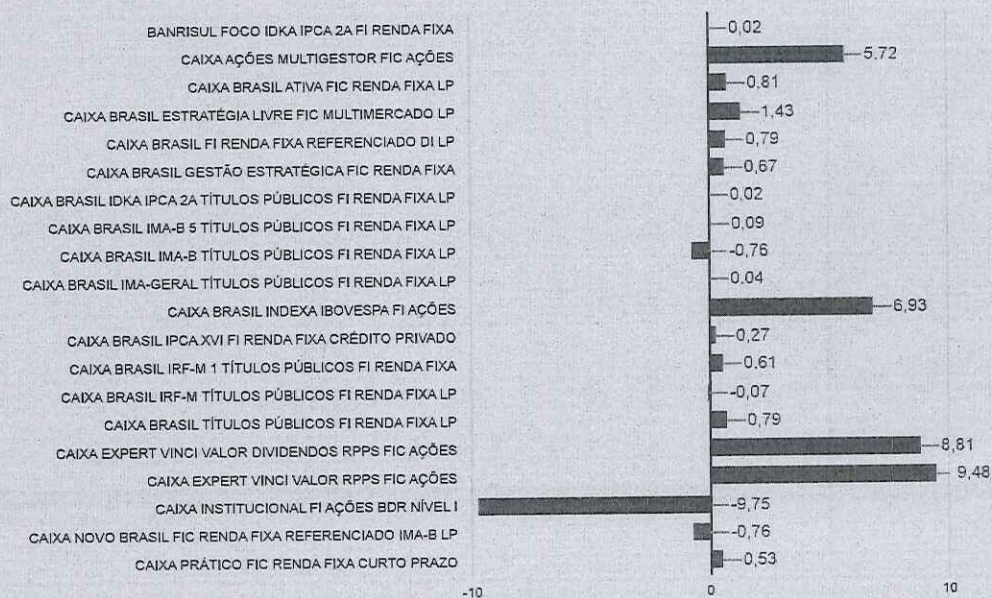 BANRISUL FOCO IDKA IPCA 2A FI RENDA FIXA 0,02
CAIXA AÇÕES MULTIGESTOR FIC AÇÕES 5,72
CAIXA BRASIL ATIVA FIC RENDA FIXA LP 0,81
CAIXA BRASIL ESTRATÉGIA LIVRE FIC MULTIMERCADO LP 1,43
CAIXA BRASIL FI RENDA FIXA REFERENCIADO DI LP 0,79
CAIXA BRASIL GESTÃO ESTRATÉGICA FIC RENDA FIXA 0,67
CAIXA BRASIL IDKA IPCA 2A TÍTULOS PÚBLICOS FI RENDA FIXA LP 0,02
CAIXA BRASIL IMA-B 5 TÍTULOS PÚBLICOS FI RENDA FIXA LP 0,09
CAIXA BRASIL IMA-B TÍTULOS PÚBLICOS FI RENDA FIXA LP -0,76
CAIXA BRASIL IMA-GERAL TÍTULOS PÚBLICOS FI RENDA FIXA LP 0,04
CAIXA BRASIL INDEXA IBOVESPA FI AÇÕES 6,93
CAIXA BRASIL IPCA XVI FI RENDA FIXA CRÉDITO PRIVADO 0,27
CAIXA BRASIL IRF-M 1 TÍTULOS PÚBLICOS FI RENDA FIXA 0,61
CAIXA BRASIL IRF-M TÍTULOS PÚBLICOS FI RENDA FIXA LP -0,07
CAIXA BRASIL TÍTULOS PÚBLICOS FI RENDA FIXA LP 0,79
CAIXA EXPERT VINCI VALOR DIVIDENDOS RPPS FIC AÇÕES 8,81
CAIXA EXPERT VINCI VALOR RPPS FIC AÇÕES 9,48
CAIXA INSTITUCIONAL FI AÇÕES BDR NÍVEL I -9,75
CAIXA NOVO BRASIL FIC RENDA FIXA REFERENCIADO IMA-B LP -0,76
CAIXA PRÁTICO FIC RENDA FIXA CURTO PRAZO 0,53
-10 0 10